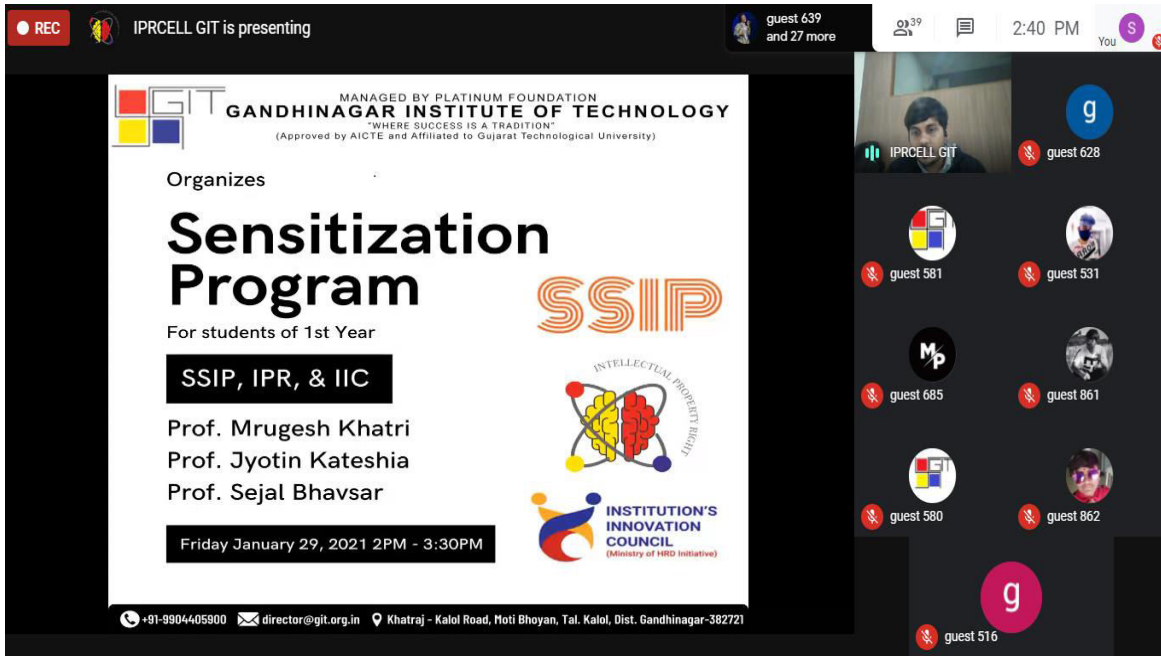 REC
IPRCELL GIT is presenting
guest 639
and 27 more
39
2:40 PM
You
S
GIT
MANAGED BY PLATINUM FOUNDATION
GANDHINAGAR INSTITUTE OF TECHNOLOGY
"WHERE SUCCESS IS A TRADITION"
(Approved by AICTE and Affiliated to Gujarat Technological University)
Organizes
Sensitization
Program
For students of 1st Year
SSIP, IPR, & IIC
Prof. Mrugesh Khatri
Prof. Jyotin Kateshia
Prof. Sejal Bhavsar
Friday January 29, 2021 2PM - 3:30PM
SSIP
INTELLECTUAL PROPERTY RIGHT
INSTITUTION'S
INNOVATION
COUNCIL
(Ministry of HRD Initiative)
+91-9904405900 director@git.org.in Khatraj - Kalol Road, Moti Bhoyan, Tal. Kalol, Dist. Gandhinagar-382721
IPRCELL GIT
g
guest 628
GIT
guest 581
guest 531
M/P
guest 685
guest 861
GIT
guest 580
guest 862
g
guest 516